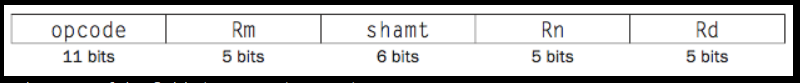 opcode Rm shamt Rn Rd
11 bits 5 bits 6 bits 5 bits 5 bits